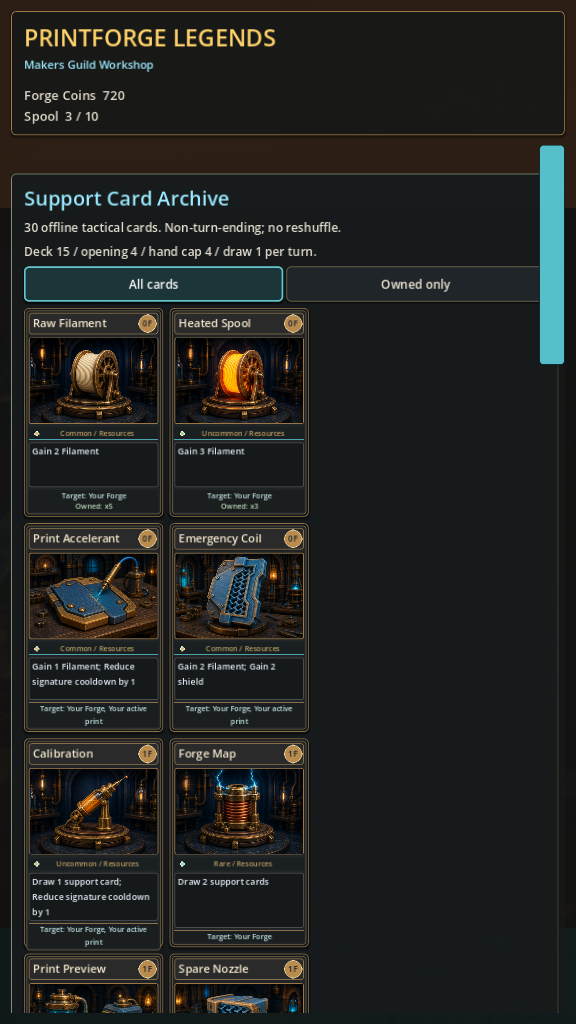 PRINTFORGE LEGENDS
Makers Guild Workshop
Forge Coins 720
Spool 3 / 10
Support Card Archive
30 offline tactical cards. Non-turn-ending; no reshuffle.
Deck 15 / opening 4 / hand cap 4 / draw 1 per turn.
All cards
Owned only
Raw Filament 0F
Common / Resources
Gain 2 Filament
Target: Your Forge
Owned: x5
Heated Spool 0F
Uncommon / Resources
Gain 3 Filament
Target: Your Forge
Owned: x3
Print Accelerant 0F
Common / Resources
Gain 1 Filament; Reduce
signature cooldown by 1
Target: Your Forge, Your active
print
Emergency Coil 0F
Common / Resources
Gain 2 Filament; Gain 2
shield
Target: Your Forge, Your active
print
Calibration 1F
Uncommon / Resources
Draw 1 support card;
Reduce signature cooldown
by 1
Target: Your Forge, Your active
print
Forge Map 1F
Rare / Resources
Draw 2 support cards
Target: Your Forge
Print Preview 1F
Spare Nozzle 1F